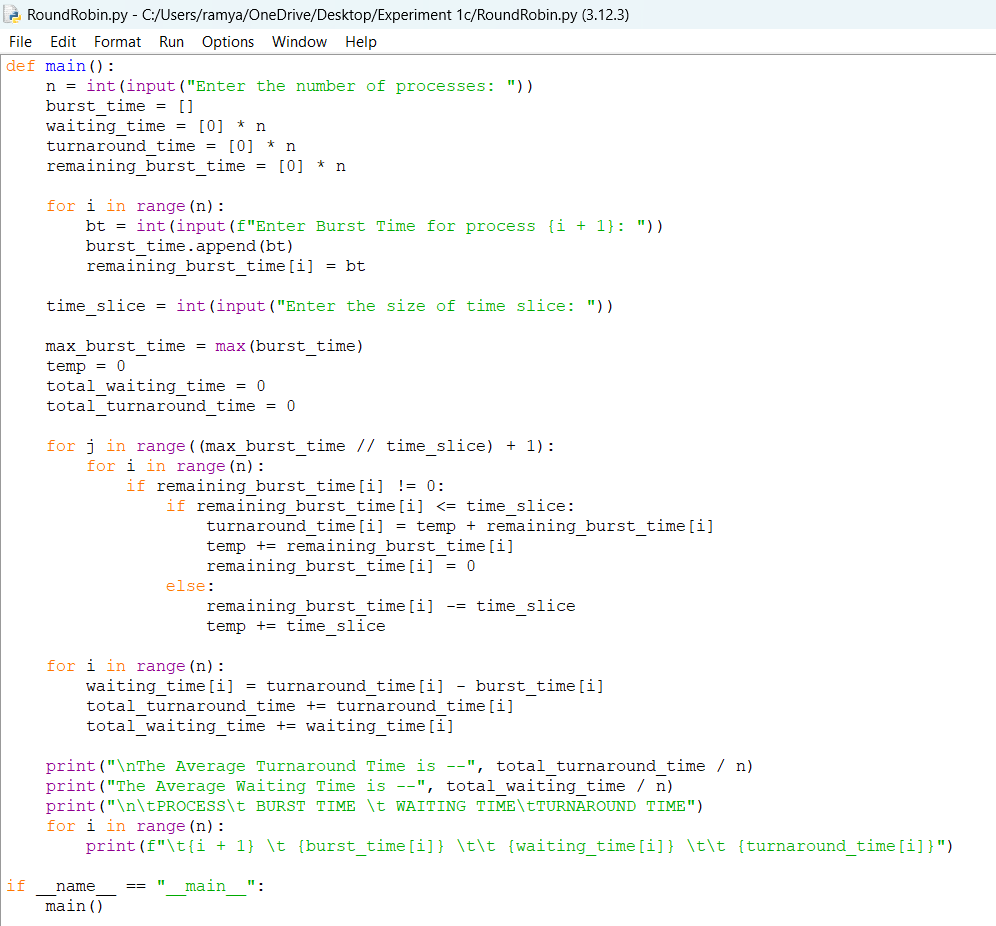 RoundRobin.py - C:/Users/ramya/OneDrive/Desktop/Experiment 1c/RoundRobin.py (3.12.3)
File Edit Format Run Options Window Help
def main():
    n = int(input("Enter the number of processes: "))
    burst_time = []
    waiting_time = [0] * n
    turnaround_time = [0] * n
    remaining_burst_time = [0] * n

    for i in range(n):
        bt = int(input(f"Enter Burst Time for process {i + 1}: "))
        burst_time.append(bt)
        remaining_burst_time[i] = bt

    time_slice = int(input("Enter the size of time slice: "))

    max_burst_time = max(burst_time)
    temp = 0
    total_waiting_time = 0
    total_turnaround_time = 0

    for j in range((max_burst_time // time_slice) + 1):
        for i in range(n):
            if remaining_burst_time[i] != 0:
                if remaining_burst_time[i] <= time_slice:
                    turnaround_time[i] = temp + remaining_burst_time[i]
                    temp += remaining_burst_time[i]
                    remaining_burst_time[i] = 0
                else:
                    remaining_burst_time[i] -= time_slice
                    temp += time_slice

    for i in range(n):
        waiting_time[i] = turnaround_time[i] - burst_time[i]
        total_turnaround_time += turnaround_time[i]
        total_waiting_time += waiting_time[i]

    print("\nThe Average Turnaround Time is --", total_turnaround_time / n)
    print("The Average Waiting Time is --", total_waiting_time / n)
    print("\n\tPROCESS\t BURST TIME \t WAITING TIME\tTURNAROUND TIME")
    for i in range(n):
        print(f"\t{i + 1} \t {burst_time[i]} \t\t {waiting_time[i]} \t\t {turnaround_time[i]}")

if __name__ == "__main__":
    main()